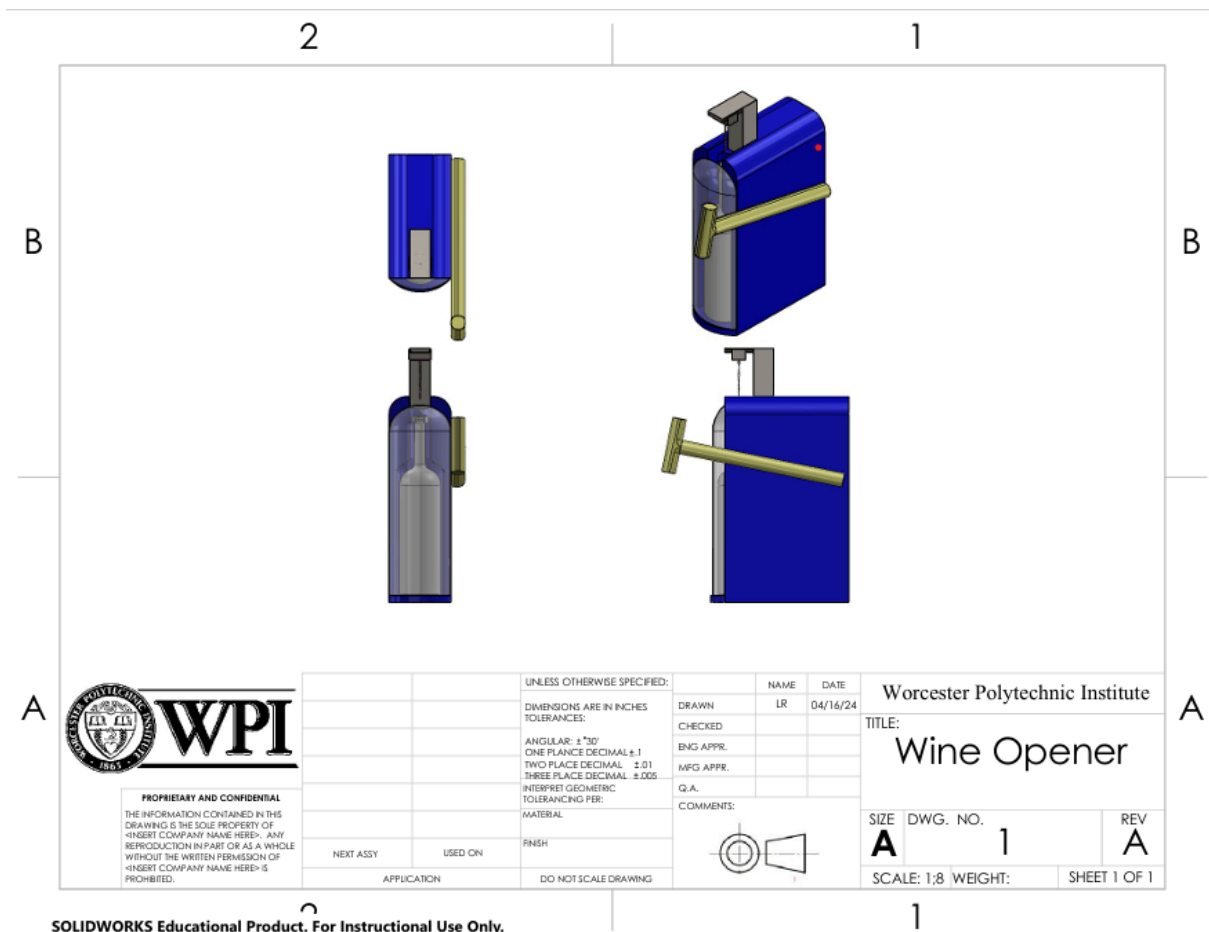 2 1
B B
A A
WORCESTER POLYTECHNIC INSTITUTE
1865
WPI
PROPRIETARY AND CONFIDENTIAL
THE INFORMATION CONTAINED IN THIS
DRAWING IS THE SOLE PROPERTY OF
<INSERT COMPANY NAME HERE>. ANY
REPRODUCTION IN PART OR AS A WHOLE
WITHOUT THE WRITTEN PERMISSION OF
<INSERT COMPANY NAME HERE> IS
PROHIBITED.
NEXT ASSY USED ON
APPLICATION
UNLESS OTHERWISE SPECIFIED:
DIMENSIONS ARE IN INCHES
TOLERANCES:
ANGULAR: ±°30'
ONE PLANCE DECIMAL ±.1
TWO PLACE DECIMAL ±.01
THREE PLACE DECIMAL ±.005
INTERPRET GEOMETRIC
TOLERANCING PER:
MATERIAL
FINISH
DO NOT SCALE DRAWING
NAME DATE
DRAWN LR 04/16/24
CHECKED
ENG APPR.
MFG APPR.
Q.A.
COMMENTS:
Worcester Polytechnic Institute
TITLE:
Wine Opener
SIZE DWG. NO. REV
A 1 A
SCALE: 1;8 WEIGHT: SHEET 1 OF 1
2 1
SOLIDWORKS Educational Product. For Instructional Use Only.